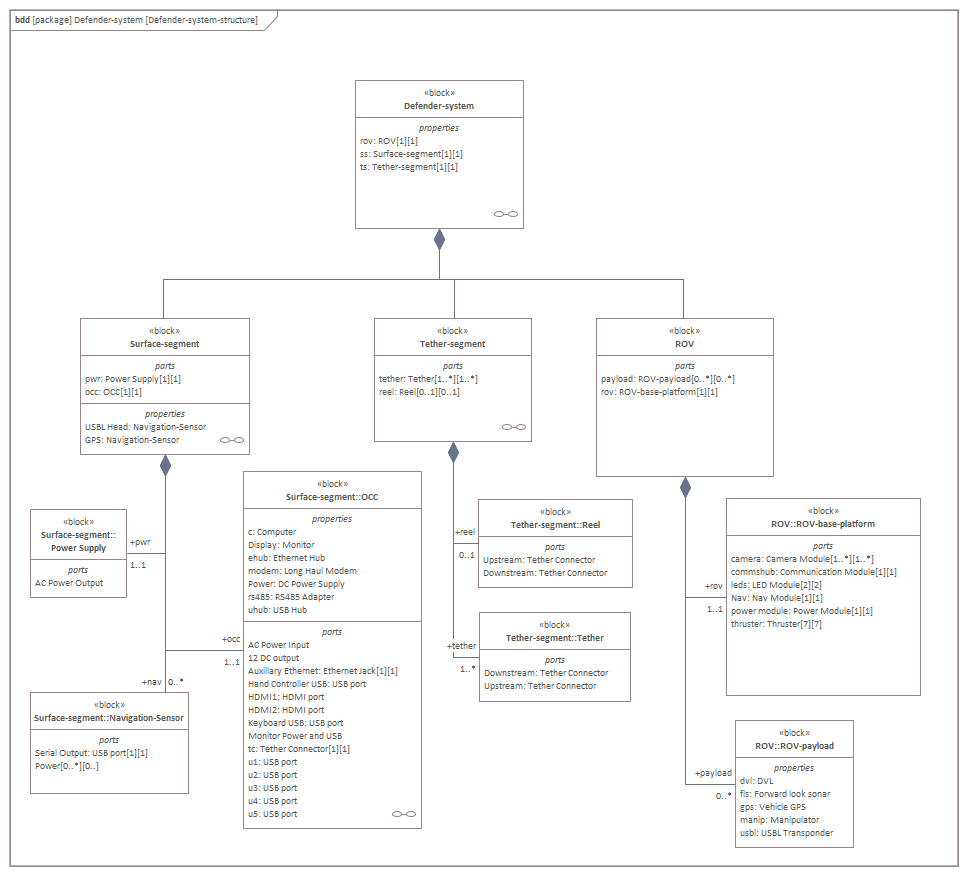 bdd [package] Defender-system [Defender-system-structure]
«block»
Defender-system
properties
rov: ROV[1][1]
ss: Surface-segment[1][1]
ts: Tether-segment[1][1]
«block»
Surface-segment
parts
pwr: Power Supply[1][1]
occ: OCC[1][1]
properties
USBL Head: Navigation-Sensor
GPS: Navigation-Sensor
«block»
Tether-segment
parts
tether: Tether[1..*][1..*]
reel: Reel[0..1][0..1]
«block»
ROV
parts
payload: ROV-payload[0..*][0..*]
rov: ROV-base-platform[1][1]
«block»
Surface-segment::
Power Supply
parts
AC Power Output
+pwr
1..1
«block»
Surface-segment::OCC
properties
c: Computer
Display: Monitor
ehub: Ethernet Hub
modem: Long Haul Modem
Power: DC Power Supply
rs485: RS485 Adapter
uhub: USB Hub
parts
AC Power Input
12 DC output
Auxillary Ethernet: Ethernet Jack[1][1]
Hand Controller USB: USB port
HDMI1: HDMI port
HDMI2: HDMI port
Keyboard USB: USB port
Monitor Power and USB
tc: Tether Connector[1][1]
u1: USB port
u2: USB port
u3: USB port
u4: USB port
u5: USB port
+occ
1..1
+nav 0..*
«block»
Surface-segment::Navigation-Sensor
parts
Serial Output: USB port[1][1]
Power[0..*][0..]
+reel
0..1
«block»
Tether-segment::Reel
parts
Upstream: Tether Connector
Downstream: Tether Connector
+tether
1..*
«block»
Tether-segment::Tether
parts
Downstream: Tether Connector
Upstream: Tether Connector
+rov
1..1
«block»
ROV::ROV-base-platform
parts
camera: Camera Module[1..*][1..*]
commshub: Communication Module[1][1]
leds: LED Module[2][2]
Nav: Nav Module[1][1]
power module: Power Module[1][1]
thruster: Thruster[7][7]
+payload
0..*
«block»
ROV::ROV-payload
properties
dvl: DVL
fls: Forward look sonar
gps: Vehicle GPS
manip: Manipulator
usbl: USBL Transponder